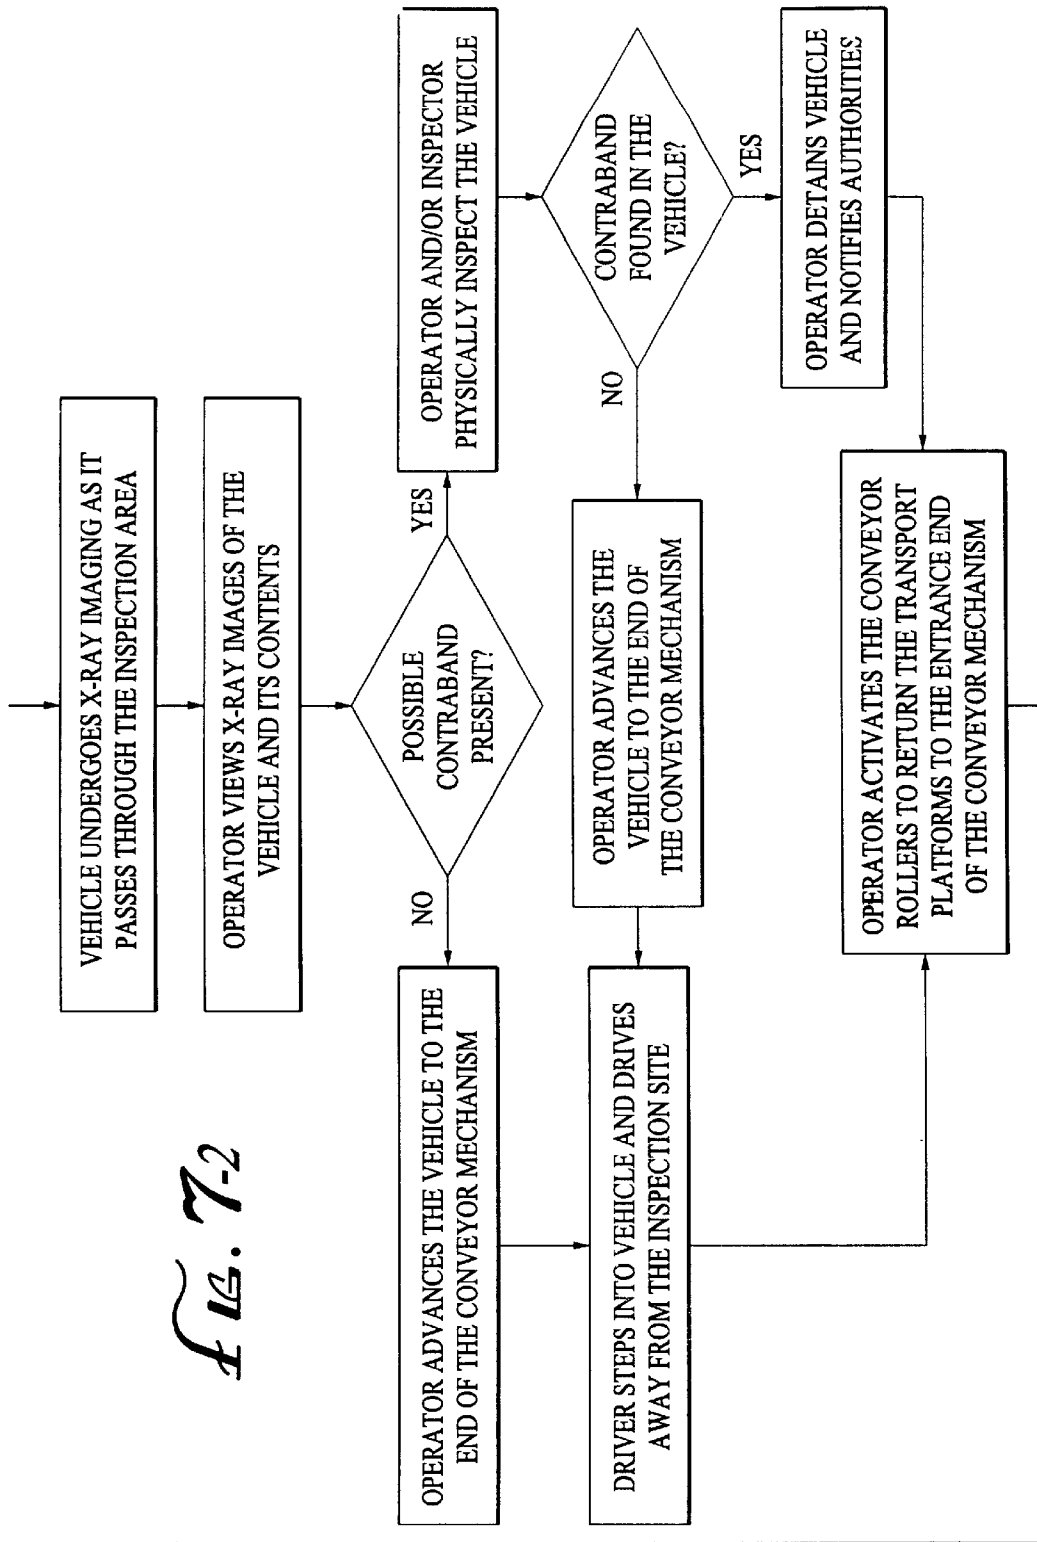 FIG. 7-2
VEHICLE UNDERGOES X-RAY IMAGING AS IT
PASSES THROUGH THE INSPECTION AREA
OPERATOR VIEWS X-RAY IMAGES OF THE
VEHICLE AND ITS CONTENTS
POSSIBLE
CONTRABAND
PRESENT?
NO
YES
OPERATOR ADVANCES THE VEHICLE TO THE
END OF THE CONVEYOR MECHANISM
OPERATOR AND/OR INSPECTOR
PHYSICALLY INSPECT THE VEHICLE
CONTRABAND
FOUND IN THE
VEHICLE?
NO
YES
OPERATOR ADVANCES THE
VEHICLE TO THE END OF
THE CONVEYOR MECHANISM
DRIVER STEPS INTO VEHICLE AND DRIVES
AWAY FROM THE INSPECTION SITE
OPERATOR DETAINS VEHICLE
AND NOTIFIES AUTHORITIES
OPERATOR ACTIVATES THE CONVEYOR
ROLLERS TO RETURN THE TRANSPORT
PLATFORMS TO THE ENTRANCE END
OF THE CONVEYOR MECHANISM